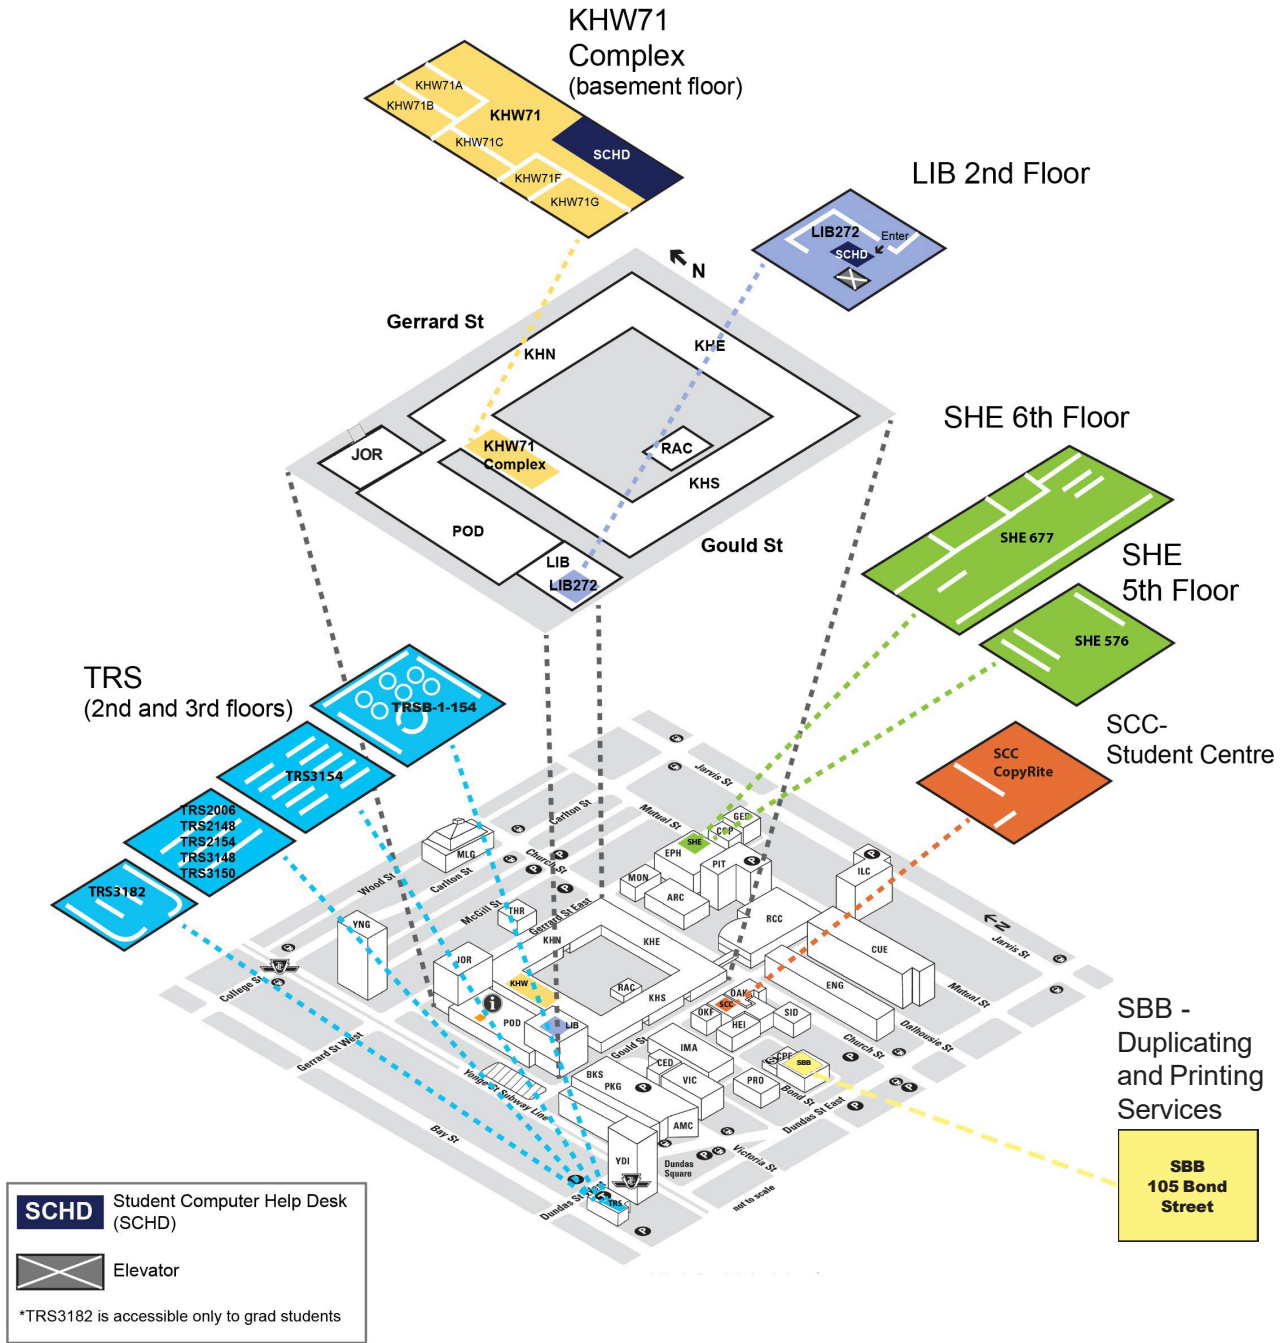 KHW71
Complex
(basement floor)
KHW71A
KHW71B
KHW71
KHW71C
SCHD
KHW71F
KHW71G
LIB 2nd Floor
LIB272
Enter
SCHD
N
Gerrard St
KHN
KHE
JOR
KHW71
Complex
RAC
KHS
POD
Gould St
LIB
LIB272
SHE 6th Floor
SHE 677
SHE
5th Floor
SHE 576
TRS
(2nd and 3rd floors)
TRSB-1-154
TRS3154
TRS2006
TRS2148
TRS2154
TRS3148
TRS3150
TRS3182
SCC-
Student Centre
SCC
CopyRite
Jarvis St
Carlton St
Mutual St
GER
COP
SHE
EPH
PIT
MLG
Church St
Wood St
Carlton St
MON
ARC
ILC
McGill St
THR
Gerrard St East
RCC
YNG
KHN
KHE
N
Jarvis St
JOR
CUE
College St
KHW
RAC
KHS
ENG
Mutual St
OAK
SCC
OKF
HEI
SID
POD
LIB
Gould St
Dalhousie St
Gerrard St West
IMA
Church St
CED
CPF
SBB
Yonge St Subway Line
BKS
PKG
VIC
PRO
Bond St
Dundas St East
Bay St
AMC
YDI
Victoria St
Dundas
Square
TRS
not to scale
SBB -
Duplicating
and Printing
Services
SBB
105 Bond
Street
SCHD
Student Computer Help Desk
(SCHD)
Elevator
*TRS3182 is accessible only to grad students